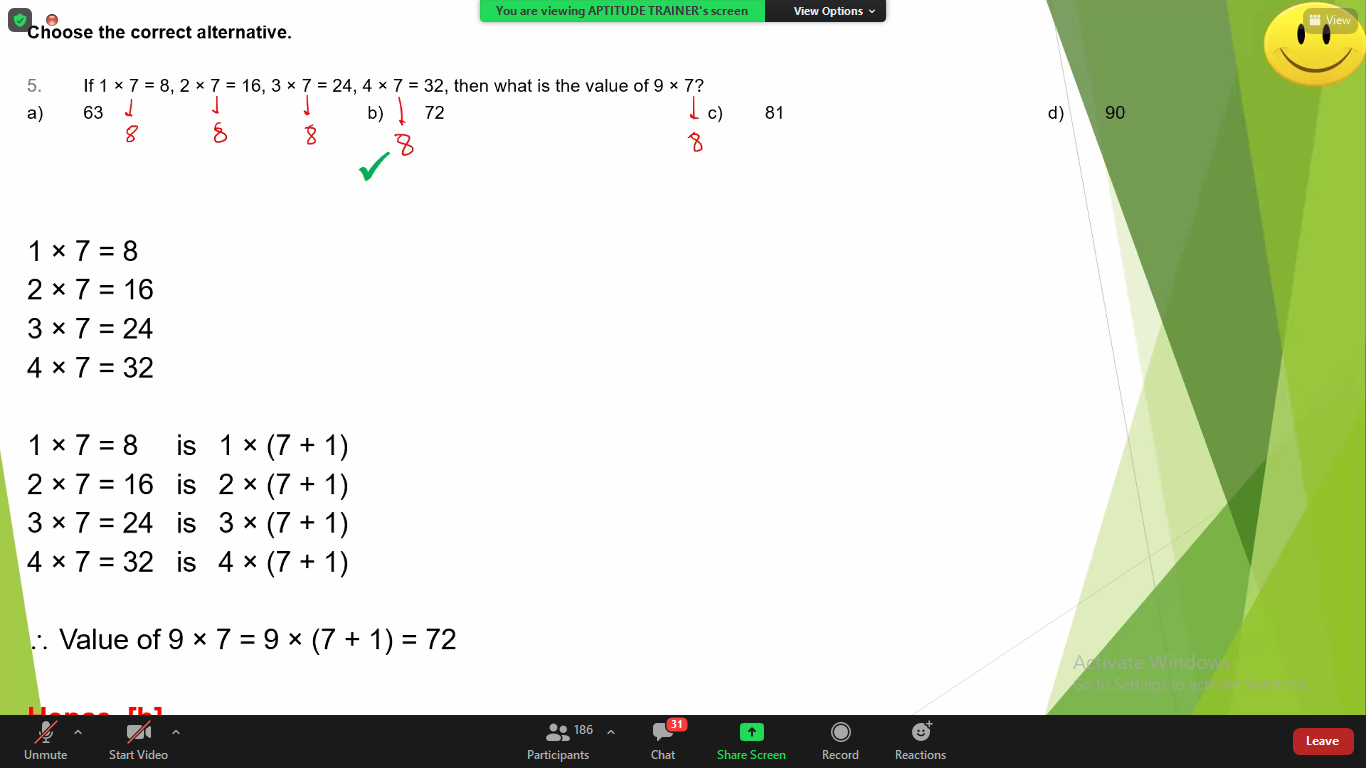 You are viewing APTITUDE TRAINER's screen View Options
View
Choose the correct alternative.
5. If 1 × 7 = 8, 2 × 7 = 16, 3 × 7 = 24, 4 × 7 = 32, then what is the value of 9 × 7?
a) 63 b) 72 c) 81 d) 90
8 8 8 8 8
1 × 7 = 8
2 × 7 = 16
3 × 7 = 24
4 × 7 = 32
1 × 7 = 8 is 1 × (7 + 1)
2 × 7 = 16 is 2 × (7 + 1)
3 × 7 = 24 is 3 × (7 + 1)
4 × 7 = 32 is 4 × (7 + 1)
∴ Value of 9 × 7 = 9 × (7 + 1) = 72
Activate Windows
Go to Settings to activate Windows.
Hence, [b]
186 31
Unmute Start Video Participants Chat Share Screen Record Reactions Leave